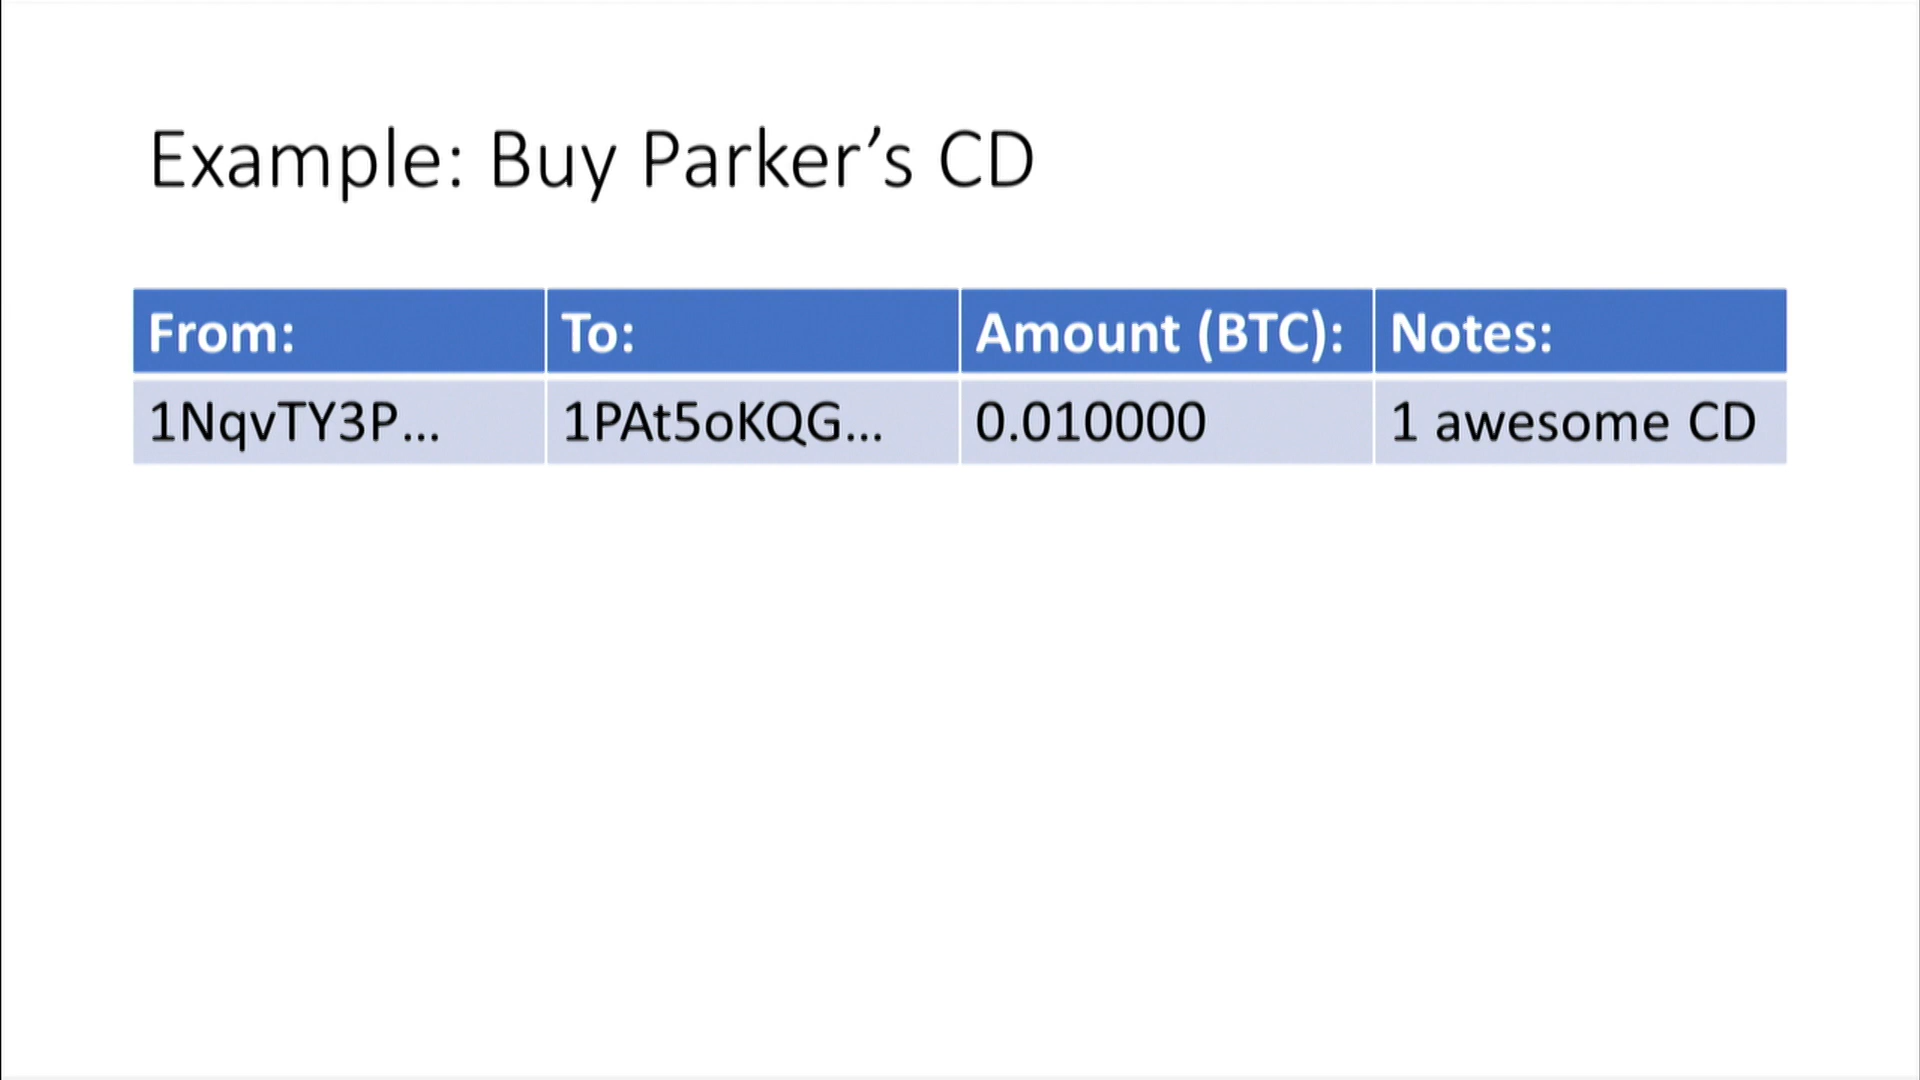 Example: Buy Parker’s CD
From: To: Amount (BTC): Notes:
1NqvTY3P... 1PAt5oKQG... 0.010000 1 awesome CD